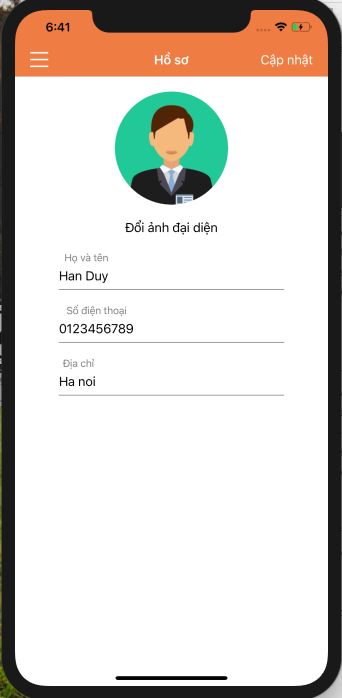 6:41
Hồ sơ
Cập nhật
Đổi ảnh đại diện
Họ và tên
Han Duy
Số điện thoại
0123456789
Địa chỉ
Ha noi